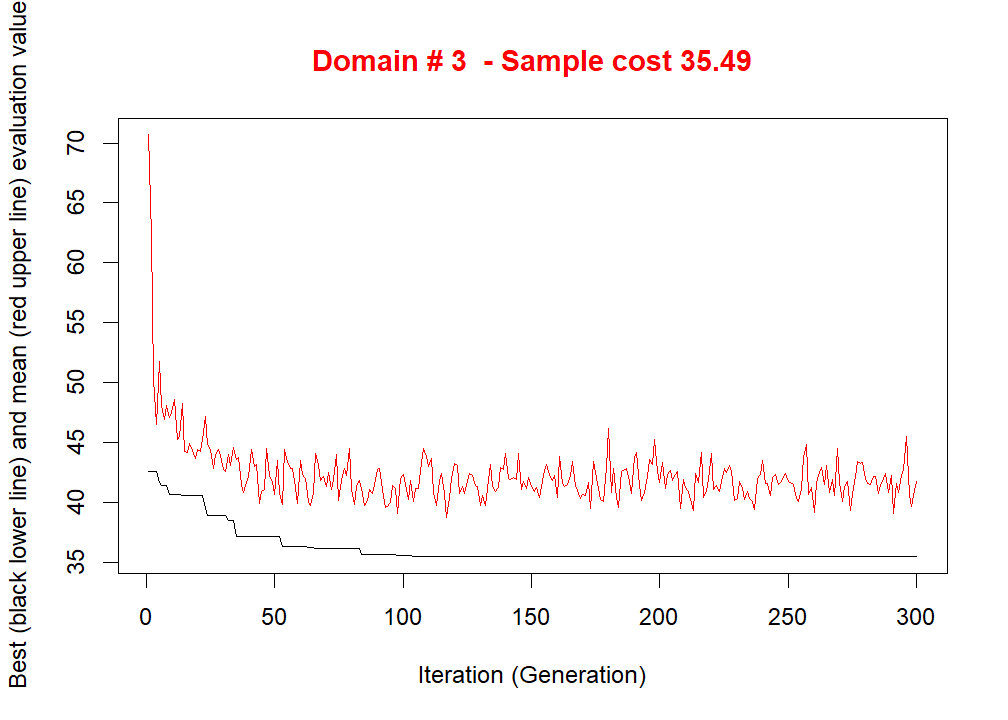 Domain # 3  - Sample cost 35.49
Best (black lower line) and mean (red upper line) evaluation value
70
65
60
55
50
45
40
35
0 50 100 150 200 250 300
Iteration (Generation)